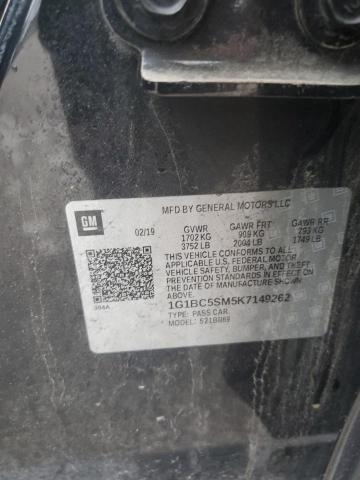 MFD BY GENERAL MOTORS LLC
GM
02/19 GVWR GAWR FRT GAWR RR
1702 KG 909 KG 793 KG
3752 LB 2004 LB 1749 LB
THIS VEHICLE CONFORMS TO ALL
APPLICABLE U.S. FEDERAL MOTOR
VEHICLE SAFETY, BUMPER, AND THEFT
PREVENTION STANDARDS IN EFFECT ON
THE DATE OF MANUFACTURE SHOWN
ABOVE.
1G1BC5SM5K7149262
TYPE: PASS CAR
MODEL: